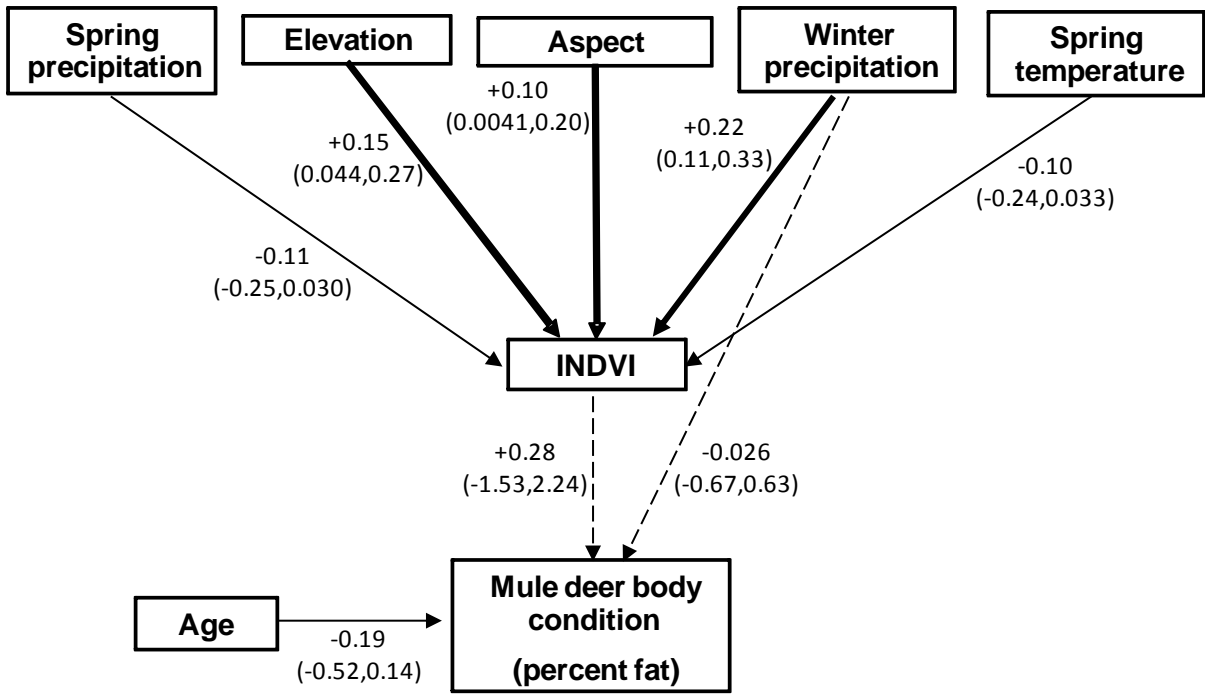 Spring
precipitation
Elevation
Aspect
Winter
precipitation
Spring
temperature
+0.15
(0.044,0.27)
+0.10
(0.0041,0.20)
+0.22
(0.11,0.33)
-0.10
(-0.24,0.033)
-0.11
(-0.25,0.030)
INDVI
+0.28
(-1.53,2.24)
-0.026
(-0.67,0.63)
Age
-0.19
(-0.52,0.14)
Mule deer body
condition
(percent fat)